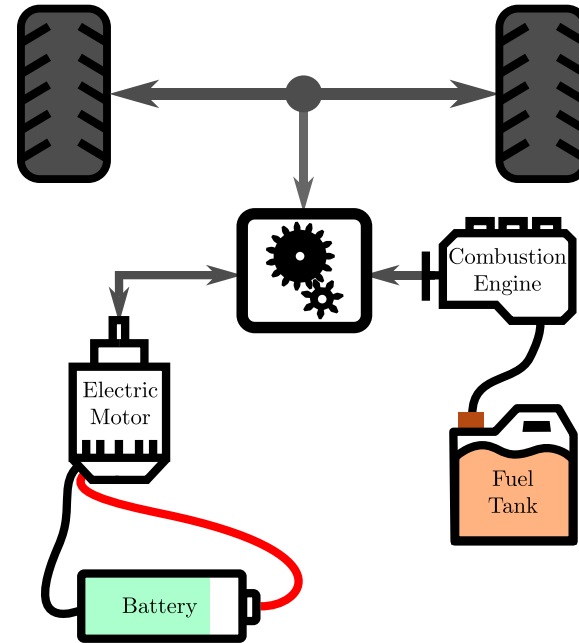 Combustion
Engine
Electric
Motor
Fuel
Tank
Battery